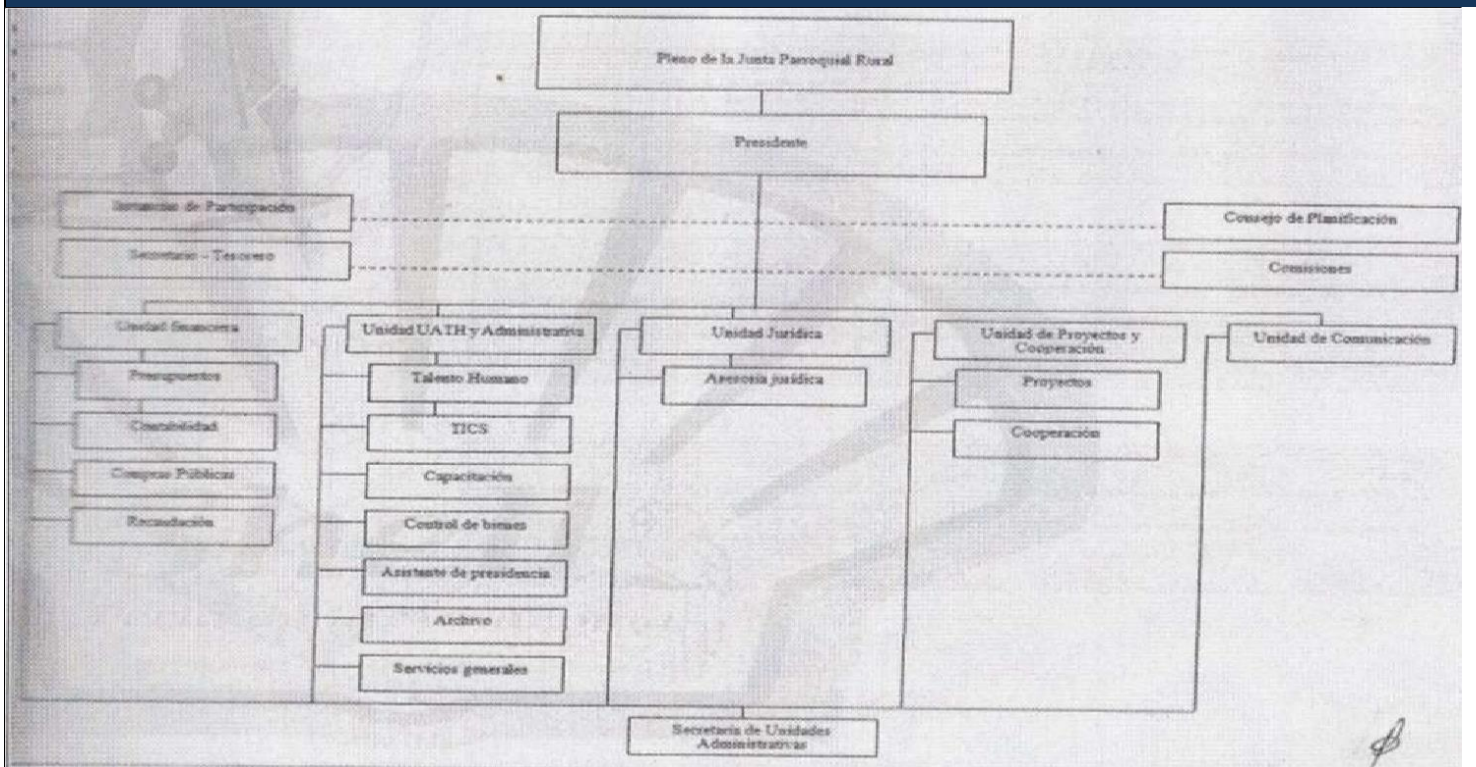 Pleno de la Junta Parroquial Rural
Presidente
Instancias de Participación
Consejo de Planificación
Secretario - Tesorero
Comisiones
Unidad financiera
Unidad UATH y Administrativa
Unidad Jurídica
Unidad de Proyectos y
Cooperación
Unidad de Comunicación
Presupuestos
Talento Humano
Asesoría jurídica
Proyectos
Contabilidad
TICS
Cooperación
Compras Públicas
Capacitación
Recaudación
Control de bienes
Asistente de presidencia
Archivo
Servicios generales
Secretaría de Unidades
Administrativas